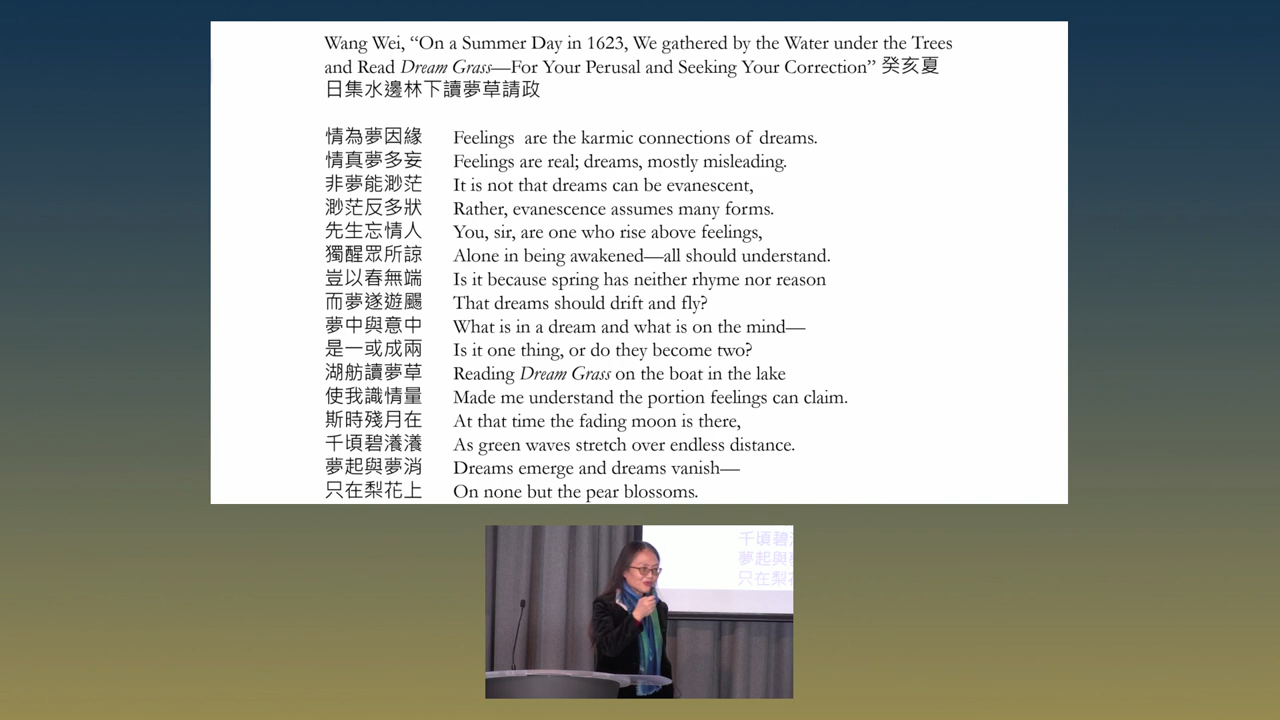 Wang Wei, “On a Summer Day in 1623, We gathered by the Water under the Trees
and Read Dream Grass—For Your Perusal and Seeking Your Correction” 癸亥夏
日集水邊林下讀夢草請政
情為夢因緣 Feelings are the karmic connections of dreams.
情真夢多妄 Feelings are real; dreams, mostly misleading.
非夢能渺茫 It is not that dreams can be evanescent,
渺茫反多狀 Rather, evanescence assumes many forms.
先生忘情人 You, sir, are one who rise above feelings,
獨醒眾所諒 Alone in being awakened—all should understand.
豈以春無端 Is it because spring has neither rhyme nor reason
而夢遂遊颺 That dreams should drift and fly?
夢中與意中 What is in a dream and what is on the mind—
是一或成兩 Is it one thing, or do they become two?
湖舫讀夢草 Reading Dream Grass on the boat in the lake
使我識情量 Made me understand the portion feelings can claim.
斯時殘月在 At that time the fading moon is there,
千頃碧瀁瀁 As green waves stretch over endless distance.
夢起與夢消 Dreams emerge and dreams vanish—
只在梨花上 On none but the pear blossoms.
千頃碧
夢起與
只在梨